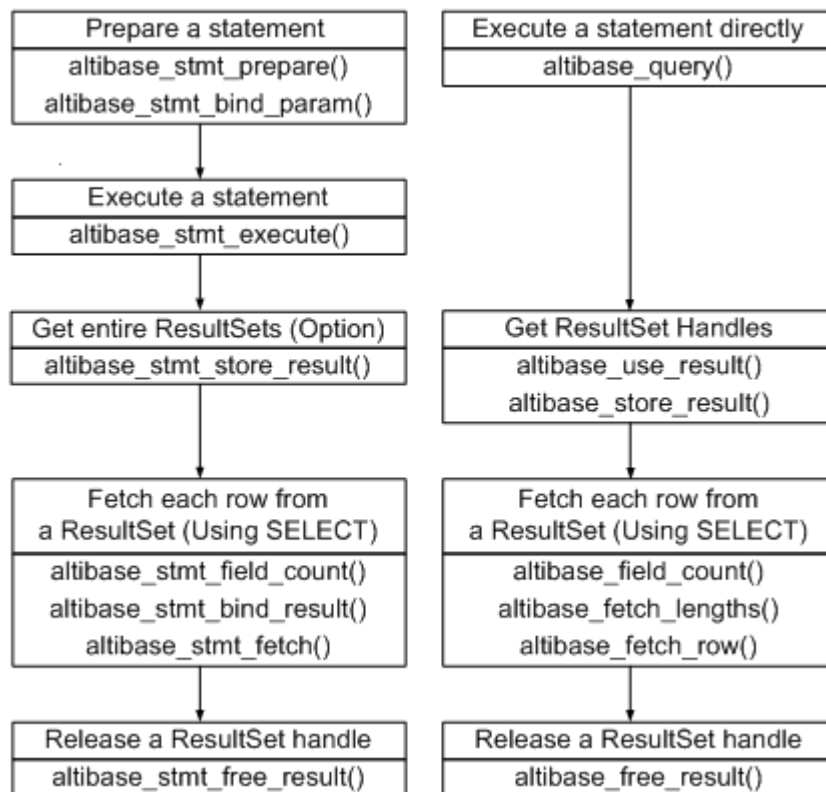 Prepare a statement
altibase_stmt_prepare()
altibase_stmt_bind_param()
Execute a statement
altibase_stmt_execute()
Get entire ResultSets (Option)
altibase_stmt_store_result()
Fetch each row from
a ResultSet (Using SELECT)
altibase_stmt_field_count()
altibase_stmt_bind_result()
altibase_stmt_fetch()
Release a ResultSet handle
altibase_stmt_free_result()
Execute a statement directly
altibase_query()
Get ResultSet Handles
altibase_use_result()
altibase_store_result()
Fetch each row from
a ResultSet (Using SELECT)
altibase_field_count()
altibase_fetch_lengths()
altibase_fetch_row()
Release a ResultSet handle
altibase_free_result()